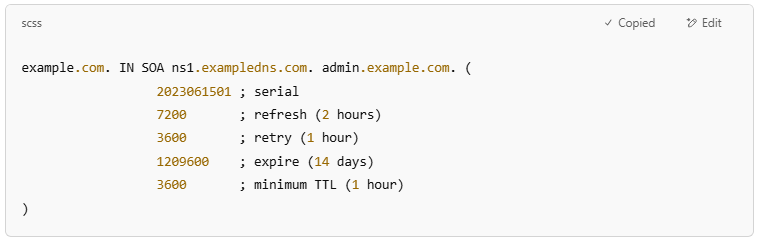 scss
Copied
Edit
example.com. IN SOA ns1.exampledns.com. admin.example.com. (
2023061501 ; serial
7200 ; refresh (2 hours)
3600 ; retry (1 hour)
1209600 ; expire (14 days)
3600 ; minimum TTL (1 hour)
)